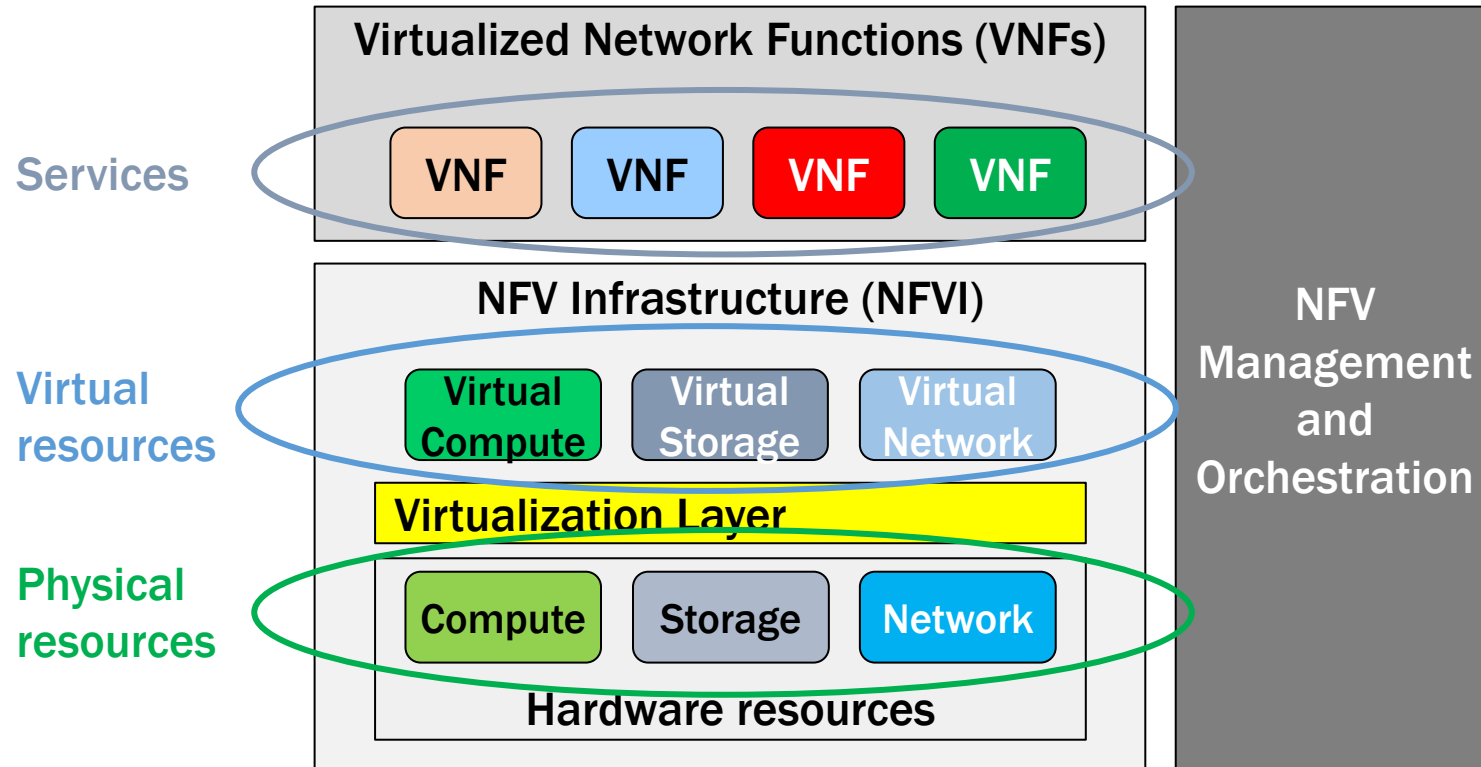 Virtualized Network Functions (VNFs)
Services
VNF
VNF
VNF
VNF
NFV Infrastructure (NFVI)
Virtual
resources
Virtual
Compute
Virtual
Storage
Virtual
Network
Virtualization Layer
Physical
resources
Compute
Storage
Network
Hardware resources
NFV
Management
and
Orchestration